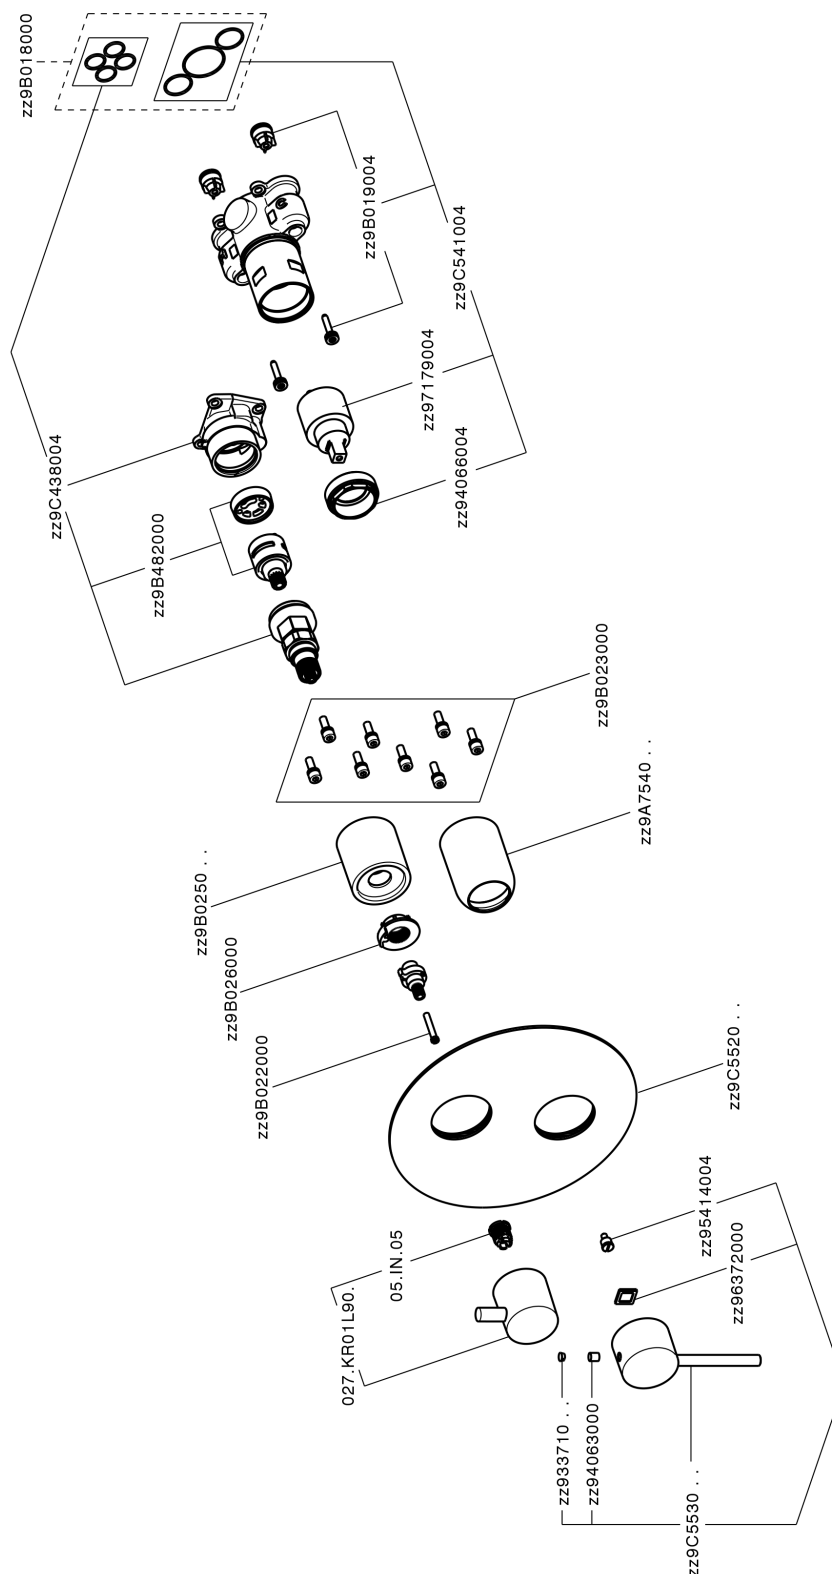 zz9B018000
zz9B019004
zz9C541004
zz97179004
zz94066004
zz9C438004
zz9B482000
zz9B023000
zz9A7540 . .
zz9B0250 . .
zz9B026000
zz9B022000
zz9C5520 . .
zz95414004
zz96372000
05.IN.05
027.KR01L90.
zz933710 . .
zz94063000
zz9C5530 . .